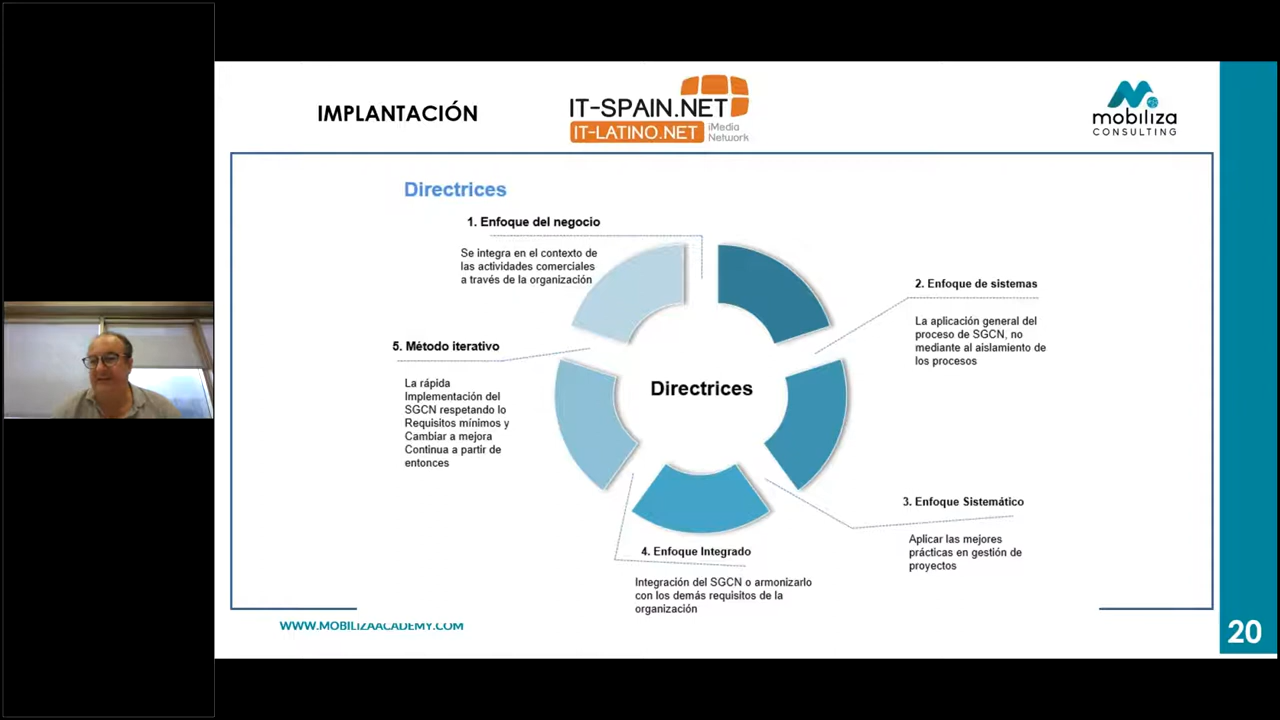 IMPLANTACIÓN
IT-SPAIN.NET
IT-LATINO.NET
iMedia
Network
mobiliza
CONSULTING
Directrices
1. Enfoque del negocio
Se integra en el contexto de
las actividades comerciales
a través de la organización
2. Enfoque de sistemas
La aplicación general del
proceso de SGCN, no
mediante al aislamiento de
los procesos
5. Método iterativo
La rápida
Implementación del
SGCN respetando lo
Requisitos mínimos y
Cambiar a mejora
Continua a partir de
entonces
Directrices
3. Enfoque Sistemático
Aplicar las mejores
prácticas en gestión de
proyectos
4. Enfoque Integrado
Integración del SGCN o armonizarlo
con los demás requisitos de la
organización
WWW.MOBILIZAACADEMY.COM
20